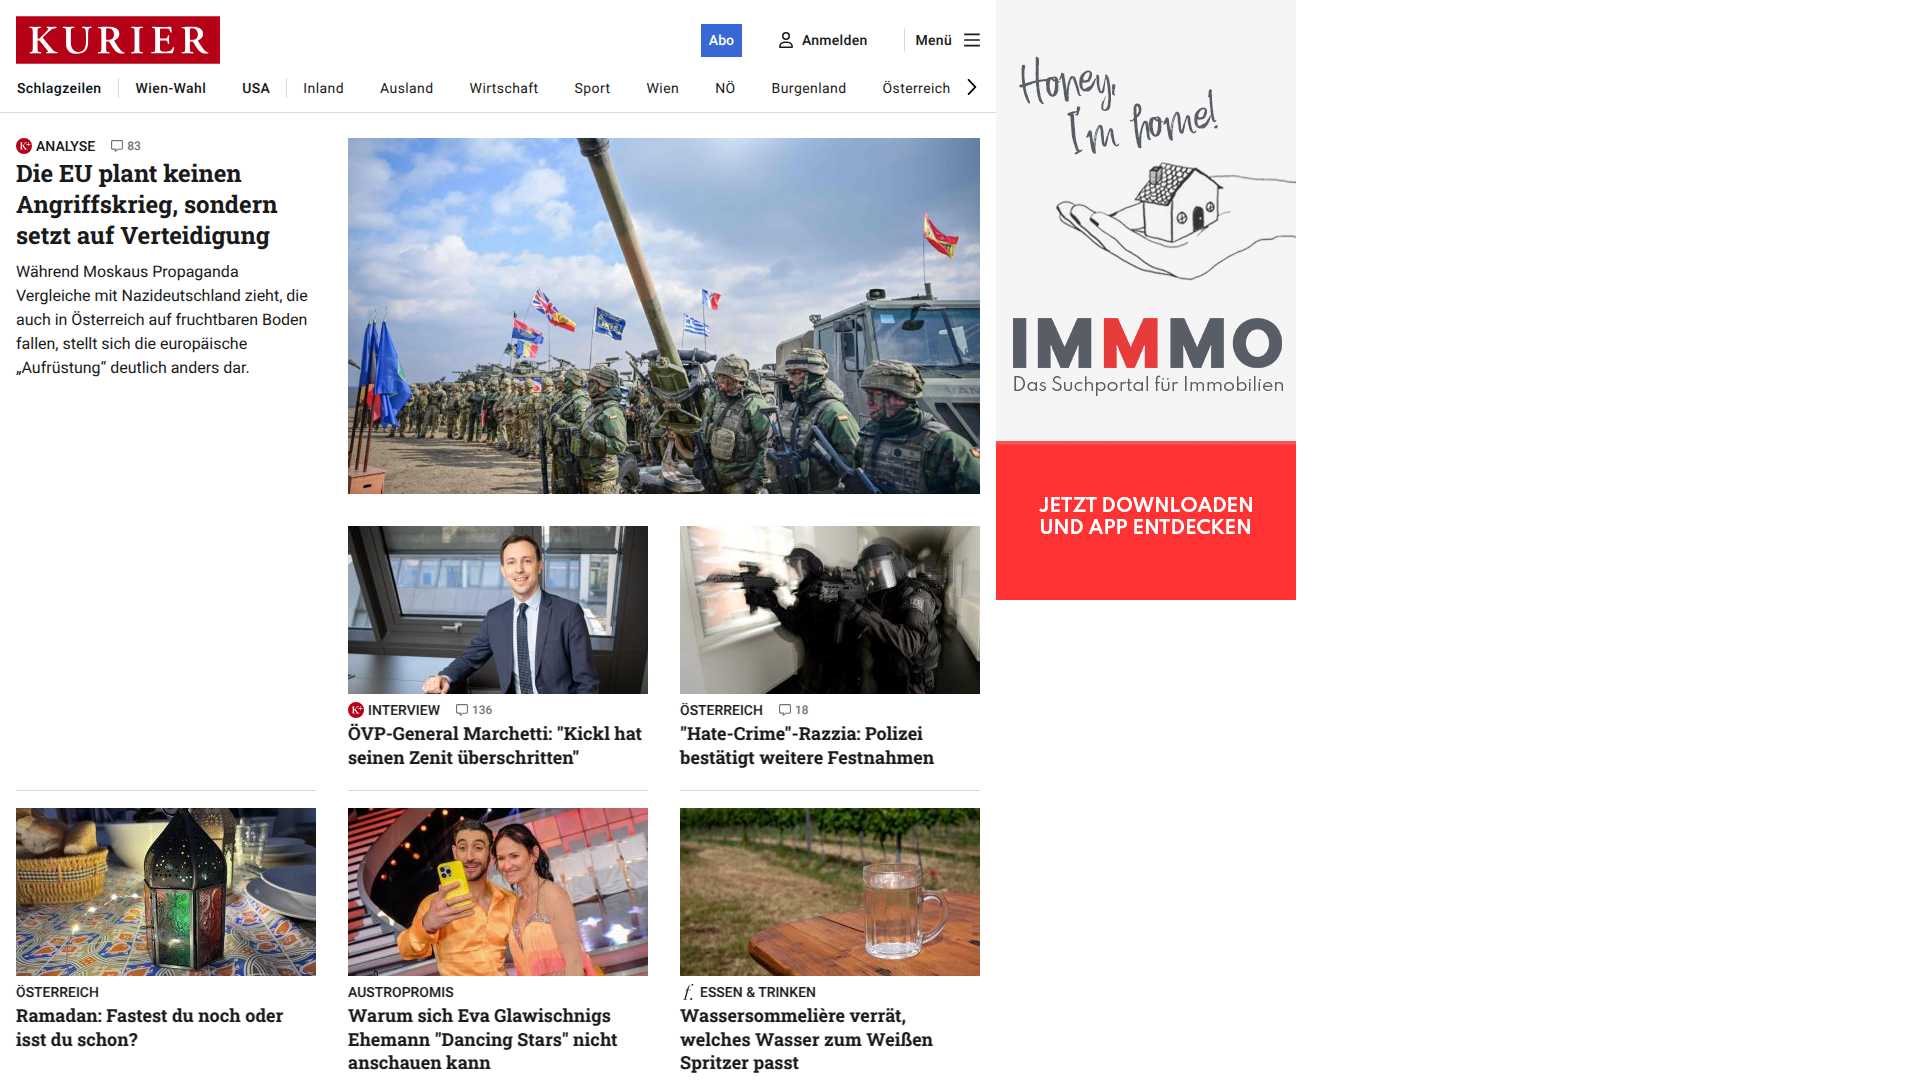 KURIER
Abo
Anmelden
Menü
Schlagzeilen
Wien-Wahl
USA
Inland
Ausland
Wirtschaft
Sport
Wien
NÖ
Burgenland
Österreich
K+ ANALYSE 83
Die EU plant keinen
Angriffskrieg, sondern
setzt auf Verteidigung
Während Moskaus Propaganda
Vergleiche mit Nazideutschland zieht, die
auch in Österreich auf fruchtbaren Boden
fallen, stellt sich die europäische
„Aufrüstung“ deutlich anders dar.
K+ INTERVIEW 136
ÖVP-General Marchetti: "Kickl hat
seinen Zenit überschritten"
ÖSTERREICH 18
"Hate-Crime"-Razzia: Polizei
bestätigt weitere Festnahmen
ÖSTERREICH
Ramadan: Fastest du noch oder
isst du schon?
AUSTROPROMIS
Warum sich Eva Glawischnigs
Ehemann "Dancing Stars" nicht
anschauen kann
f. ESSEN & TRINKEN
Wassersommelière verrät,
welches Wasser zum Weißen
Spritzer passt
Honey,
I'm home!
IMMMO
Das Suchportal für Immobilien
JETZT DOWNLOADEN
UND APP ENTDECKEN